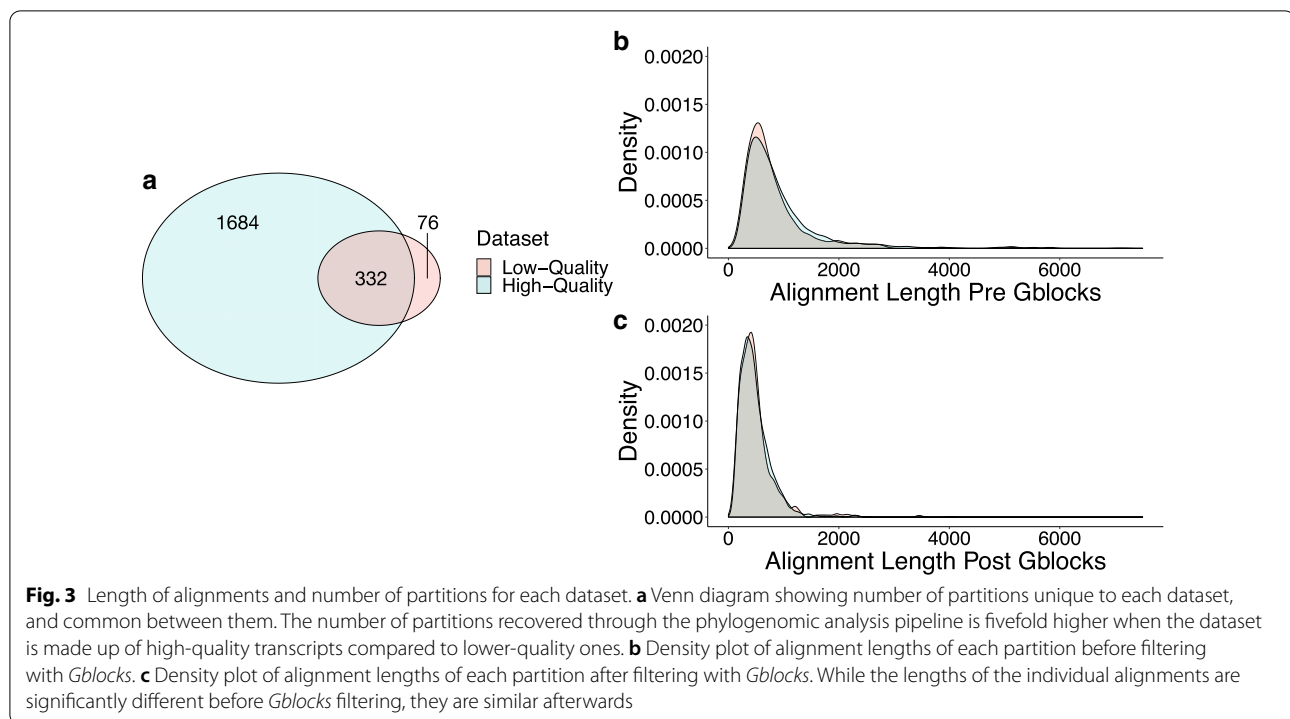 a
1684
332
76
Dataset
Low–Quality
High–Quality
b
0.0020
0.0015
0.0010
0.0005
0.0000
Density
0 2000 4000 6000
Alignment Length Pre Gblocks
c
0.0020
0.0015
0.0010
0.0005
0.0000
Density
0 2000 4000 6000
Alignment Length Post Gblocks
Fig. 3 Length of alignments and number of partitions for each dataset. a Venn diagram showing number of partitions unique to each dataset,
and common between them. The number of partitions recovered through the phylogenomic analysis pipeline is fivefold higher when the dataset
is made up of high-quality transcripts compared to lower-quality ones. b Density plot of alignment lengths of each partition before filtering
with Gblocks. c Density plot of alignment lengths of each partition after filtering with Gblocks. While the lengths of the individual alignments are
significantly different before Gblocks filtering, they are similar afterwards